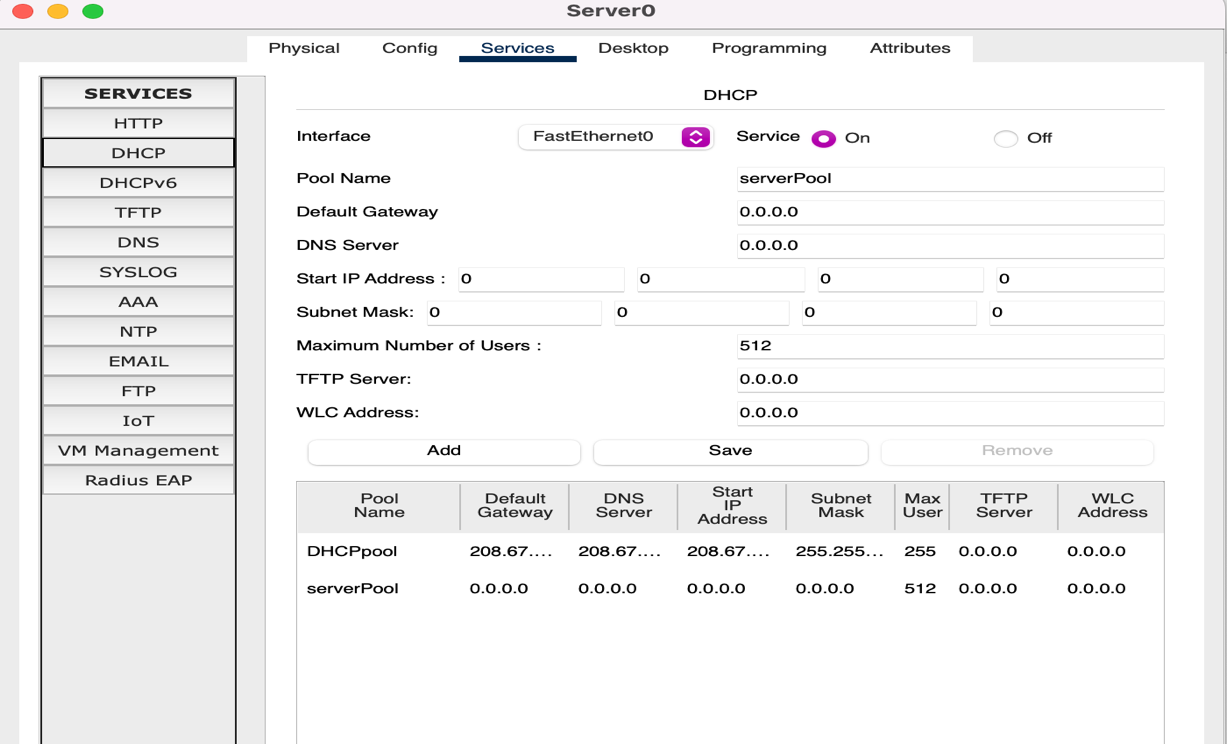 Server0
Physical Config Services Desktop Programming Attributes
SERVICES
HTTP
DHCP
DHCPv6
TFTP
DNS
SYSLOG
AAA
NTP
EMAIL
FTP
IoT
VM Management
Radius EAP
DHCP
Interface FastEthernet0 Service On Off
Pool Name serverPool
Default Gateway 0.0.0.0
DNS Server 0.0.0.0
Start IP Address : 0 0 0 0
Subnet Mask: 0 0 0 0
Maximum Number of Users : 512
TFTP Server: 0.0.0.0
WLC Address: 0.0.0.0
Add Save Remove
Pool Name Default Gateway DNS Server Start IP Address Subnet Mask Max User TFTP Server WLC Address
DHCPpool 208.67.... 208.67.... 208.67.... 255.255... 255 0.0.0.0 0.0.0.0
serverPool 0.0.0.0 0.0.0.0 0.0.0.0 0.0.0.0 512 0.0.0.0 0.0.0.0